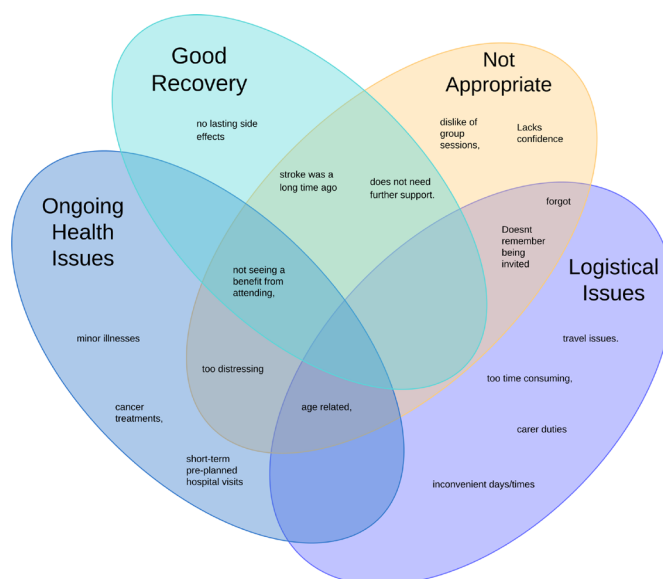 Good
Recovery
Not
Appropriate
no lasting side
effects
dislike of
group
sessions,
Lacks
confidence
stroke was a
long time ago
does not need
further support.
forgot
Ongoing
Health
Issues
Doesnt
remember
being
invited
Logistical
Issues
not seeing a
benefit from
attending,
minor illnesses
travel issues.
too distressing
too time consuming,
cancer
treatments,
age related,
carer duties
short-term
pre-planned
hospital visits
inconvenient days/times